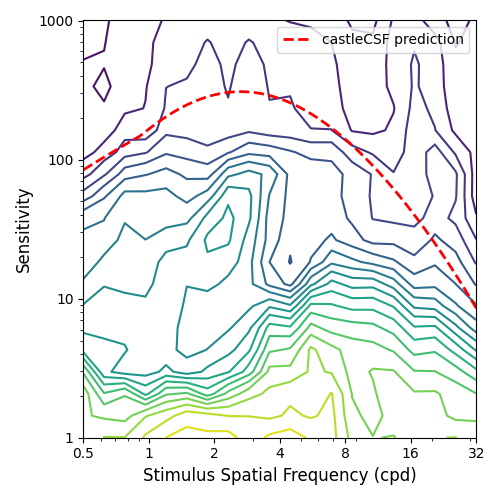 castleCSF prediction
Sensitivity
1000
100
10
1
0.5 1 2 4 8 16 32
Stimulus Spatial Frequency (cpd)